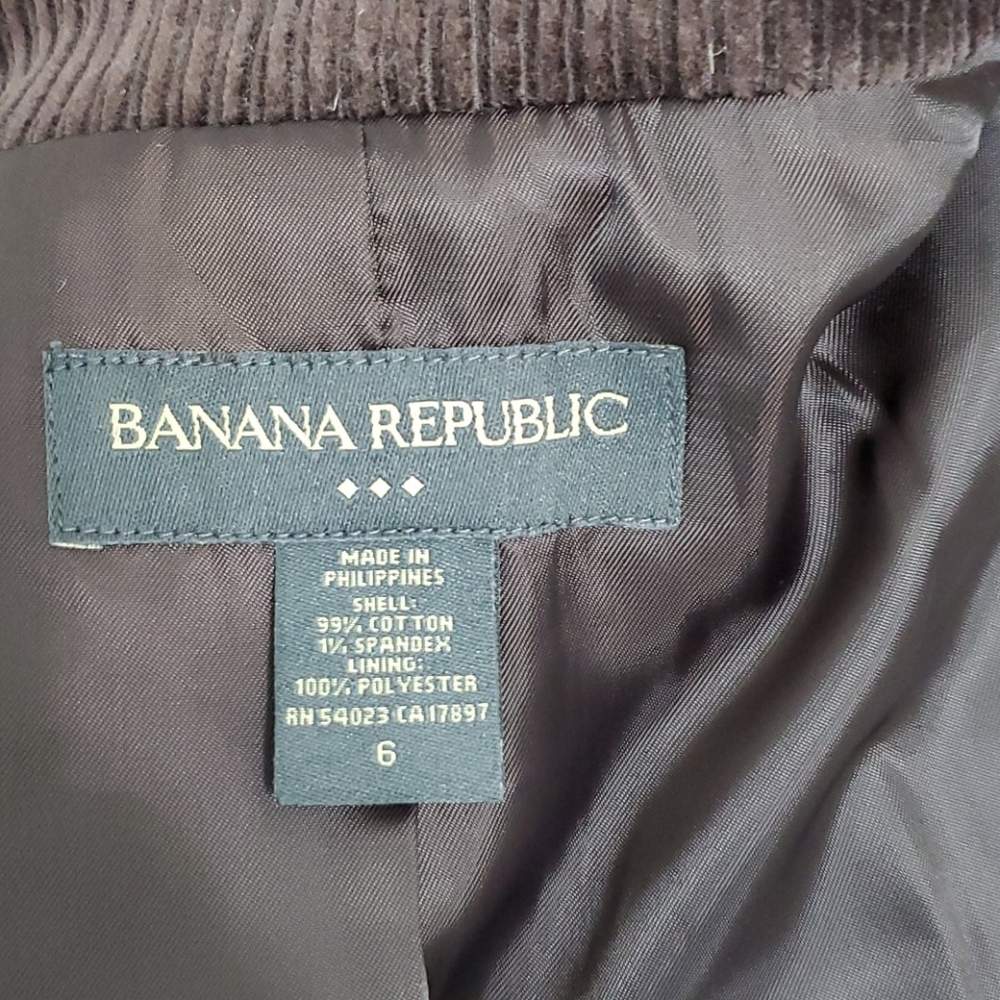 BANANA REPUBLIC
MADE IN
PHILIPPINES
SHELL:
99% COTTON
1% SPANDEX
LINING:
100% POLYESTER
RN 54023 CA 17897
6